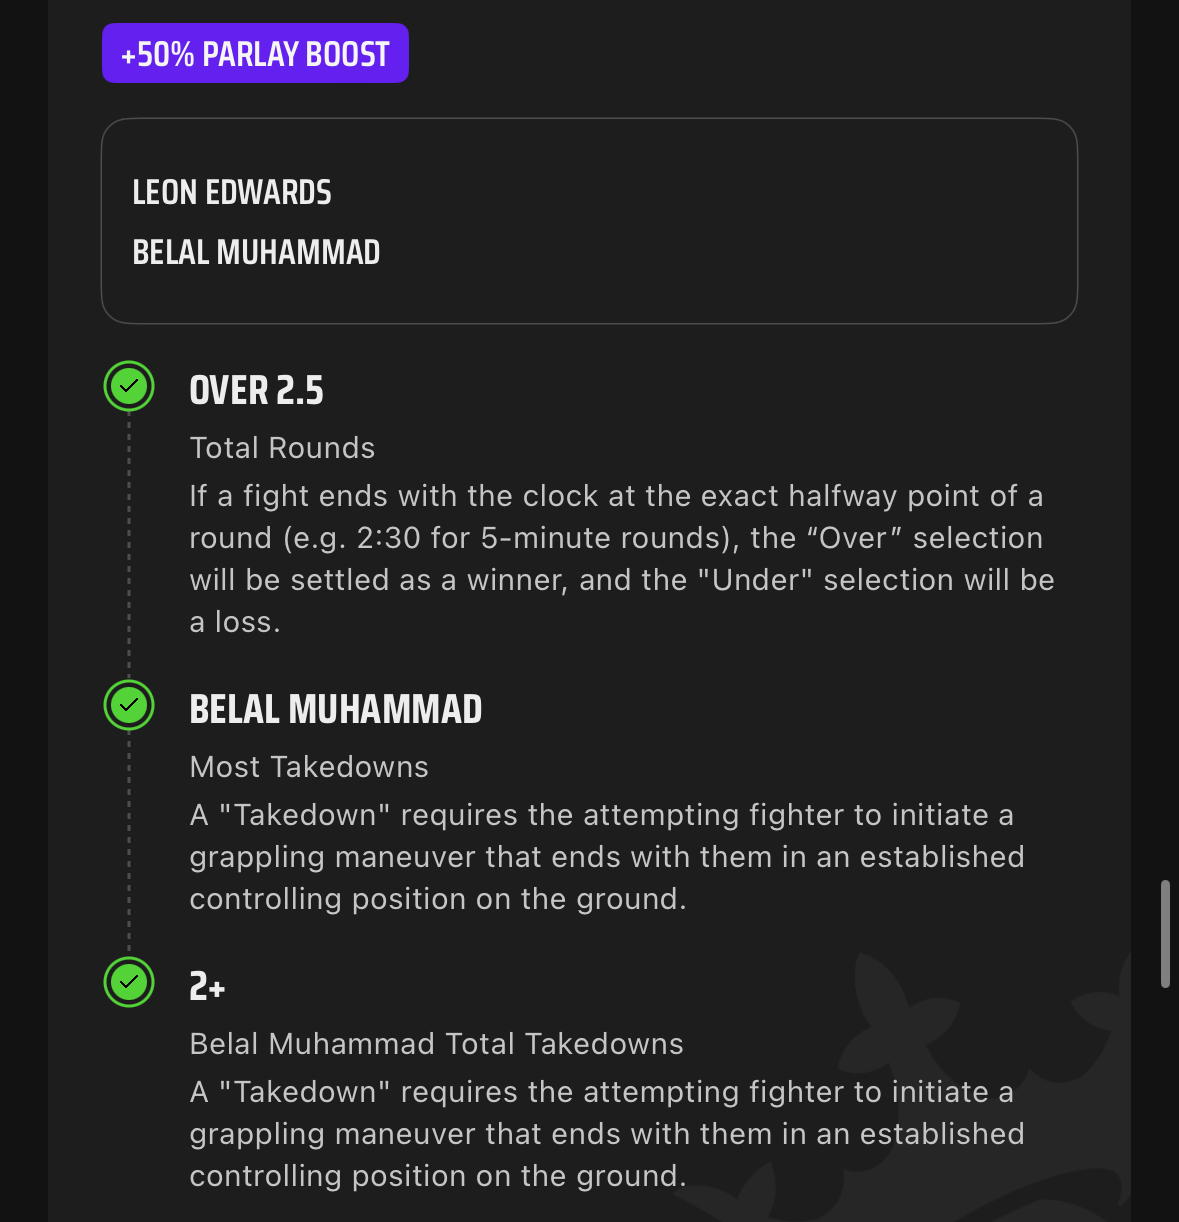 +50% PARLAY BOOST
LEON EDWARDS
BELAL MUHAMMAD
OVER 2.5
Total Rounds
If a fight ends with the clock at the exact halfway point of a
round (e.g. 2:30 for 5-minute rounds), the “Over” selection
will be settled as a winner, and the "Under" selection will be
a loss.
BELAL MUHAMMAD
Most Takedowns
A "Takedown" requires the attempting fighter to initiate a
grappling maneuver that ends with them in an established
controlling position on the ground.
2+
Belal Muhammad Total Takedowns
A "Takedown" requires the attempting fighter to initiate a
grappling maneuver that ends with them in an established
controlling position on the ground.